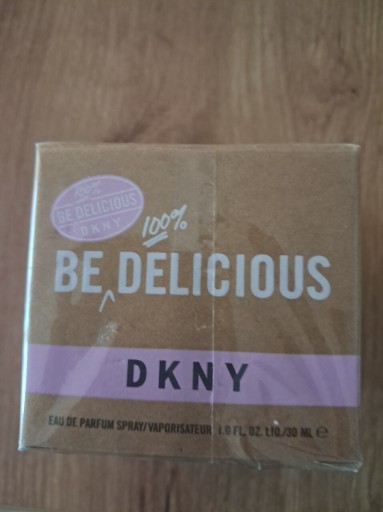 100%
BE DELICIOUS
DKNY
100%
BE DELICIOUS
DKNY
EAU DE PARFUM SPRAY/VAPORISATEUR 1.0 FL. OZ. LIQ./30 ML ℮